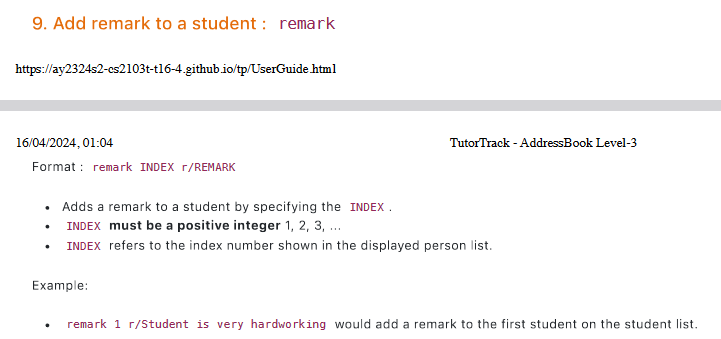 9. Add remark to a student : remark
https://ay2324s2-cs2103t-t16-4.github.io/tp/UserGuide.html
16/04/2024, 01:04 TutorTrack - AddressBook Level-3
Format : remark INDEX r/REMARK
• Adds a remark to a student by specifying the INDEX .
• INDEX must be a positive integer 1, 2, 3, ...
• INDEX refers to the index number shown in the displayed person list.
Example:
• remark 1 r/Student is very hardworking would add a remark to the first student on the student list.